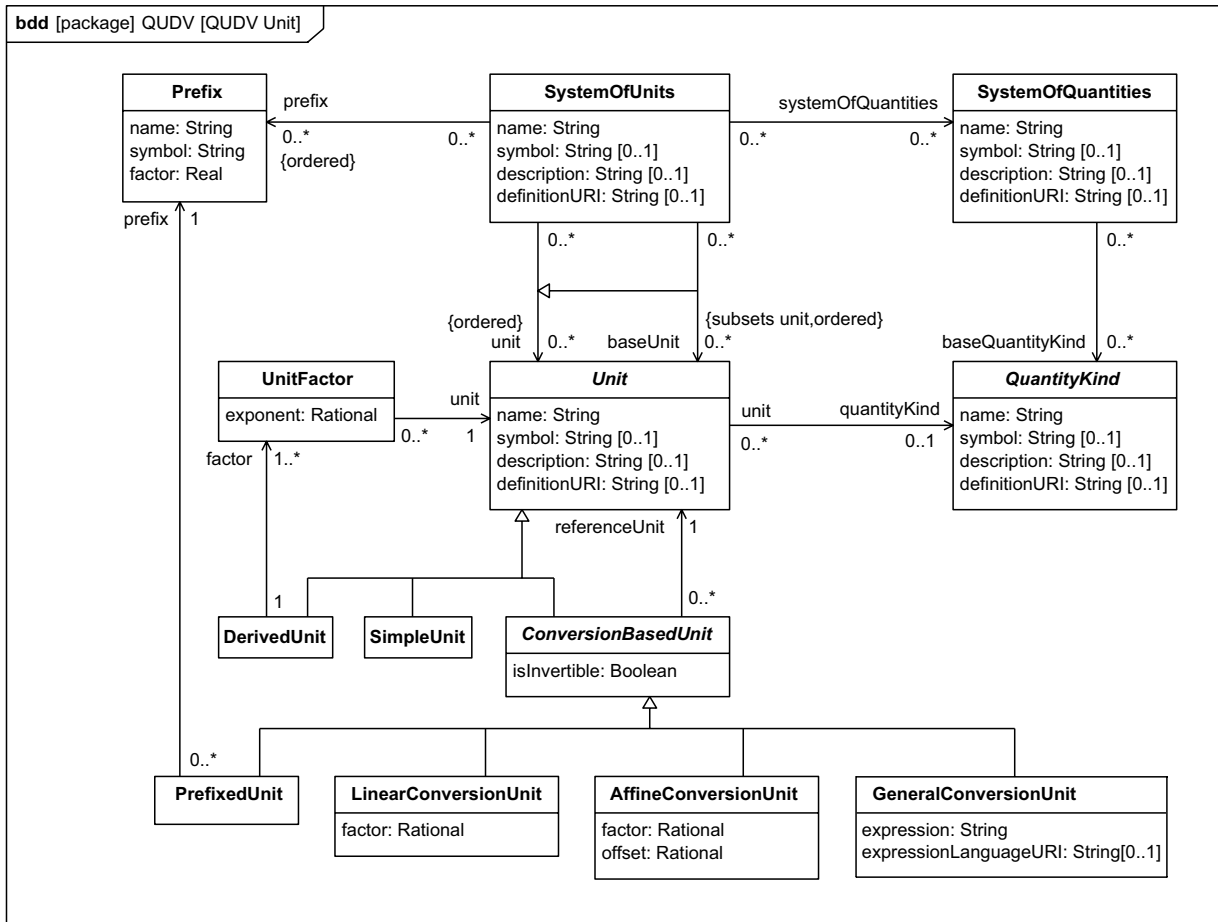 bdd [package] QUDV [QUDV Unit]
Prefix
name: String
symbol: String
factor: Real
prefix
0..*
{ordered}
0..*
SystemOfUnits
name: String
symbol: String [0..1]
description: String [0..1]
definitionURI: String [0..1]
systemOfQuantities
0..*
0..*
SystemOfQuantities
name: String
symbol: String [0..1]
description: String [0..1]
definitionURI: String [0..1]
prefix
1
0..*
0..*
0..*
{ordered}
unit
0..*
{subsets unit,ordered}
baseUnit
0..*
baseQuantityKind
0..*
UnitFactor
exponent: Rational
unit
0..*
1
Unit
name: String
symbol: String [0..1]
description: String [0..1]
definitionURI: String [0..1]
unit
0..*
quantityKind
0..1
QuantityKind
name: String
symbol: String [0..1]
description: String [0..1]
definitionURI: String [0..1]
factor
1..*
referenceUnit
1
1
0..*
DerivedUnit
SimpleUnit
ConversionBasedUnit
isInvertible: Boolean
0..*
PrefixedUnit
LinearConversionUnit
factor: Rational
AffineConversionUnit
factor: Rational
offset: Rational
GeneralConversionUnit
expression: String
expressionLanguageURI: String[0..1]